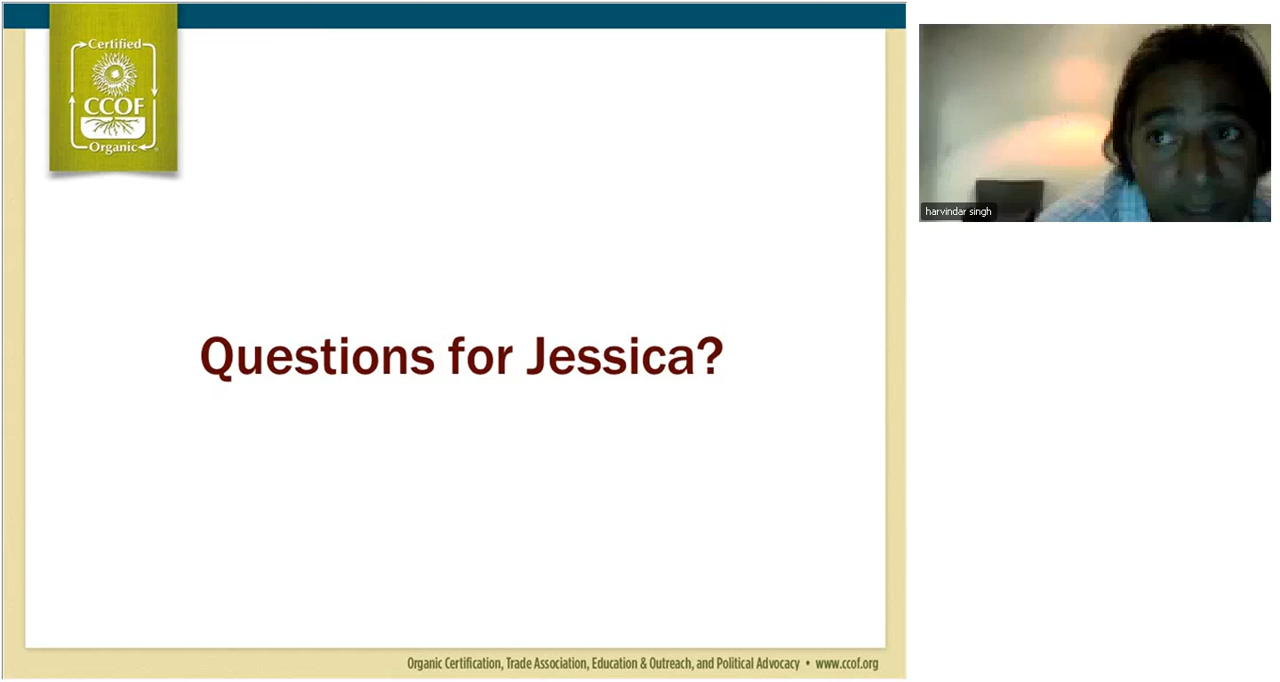 Certified
CCOF
Organic
Questions for Jessica?
Organic Certification, Trade Association, Education & Outreach, and Political Advocacy • www.ccof.org
harvindar singh